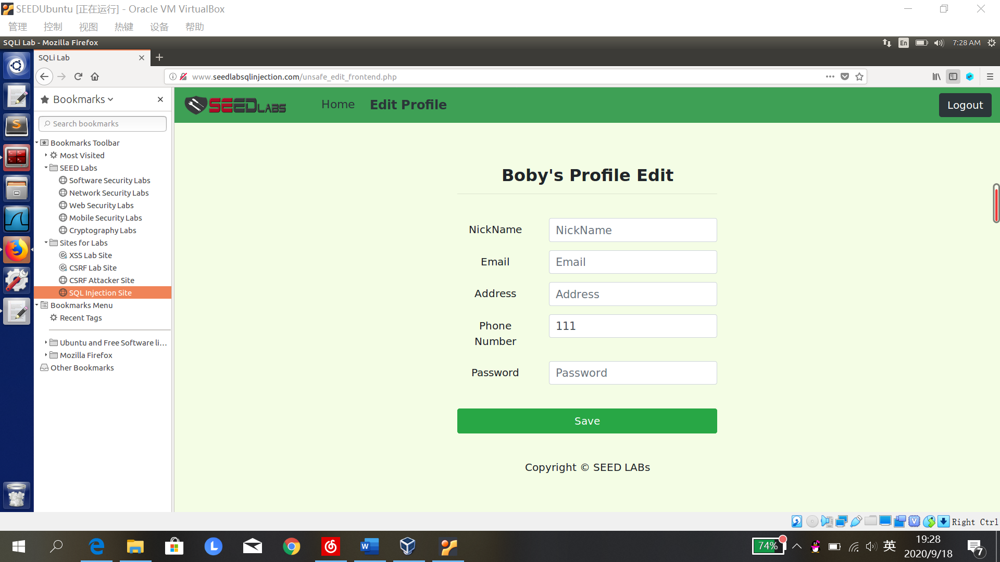 SEEDUbuntu [正在运行] - Oracle VM VirtualBox
管理 控制 视图 热键 设备 帮助
SQLi Lab - Mozilla Firefox
En 7:28 AM
SQLi Lab
www.seedlabsqlinjection.com/unsafe_edit_frontend.php
Bookmarks
Search bookmarks
Bookmarks Toolbar
Most Visited
SEED Labs
Software Security Labs
Network Security Labs
Web Security Labs
Mobile Security Labs
Cryptography Labs
Sites for Labs
XSS Lab Site
CSRF Lab Site
CSRF Attacker Site
SQL Injection Site
Bookmarks Menu
Recent Tags
Ubuntu and Free Software li...
Mozilla Firefox
Other Bookmarks
SEEDLABS
Home Edit Profile
Logout
Boby's Profile Edit
NickName NickName
Email Email
Address Address
Phone Number 111
Password Password
Save
Copyright © SEED LABs
Right Ctrl
74%
英
19:28
2020/9/18
7